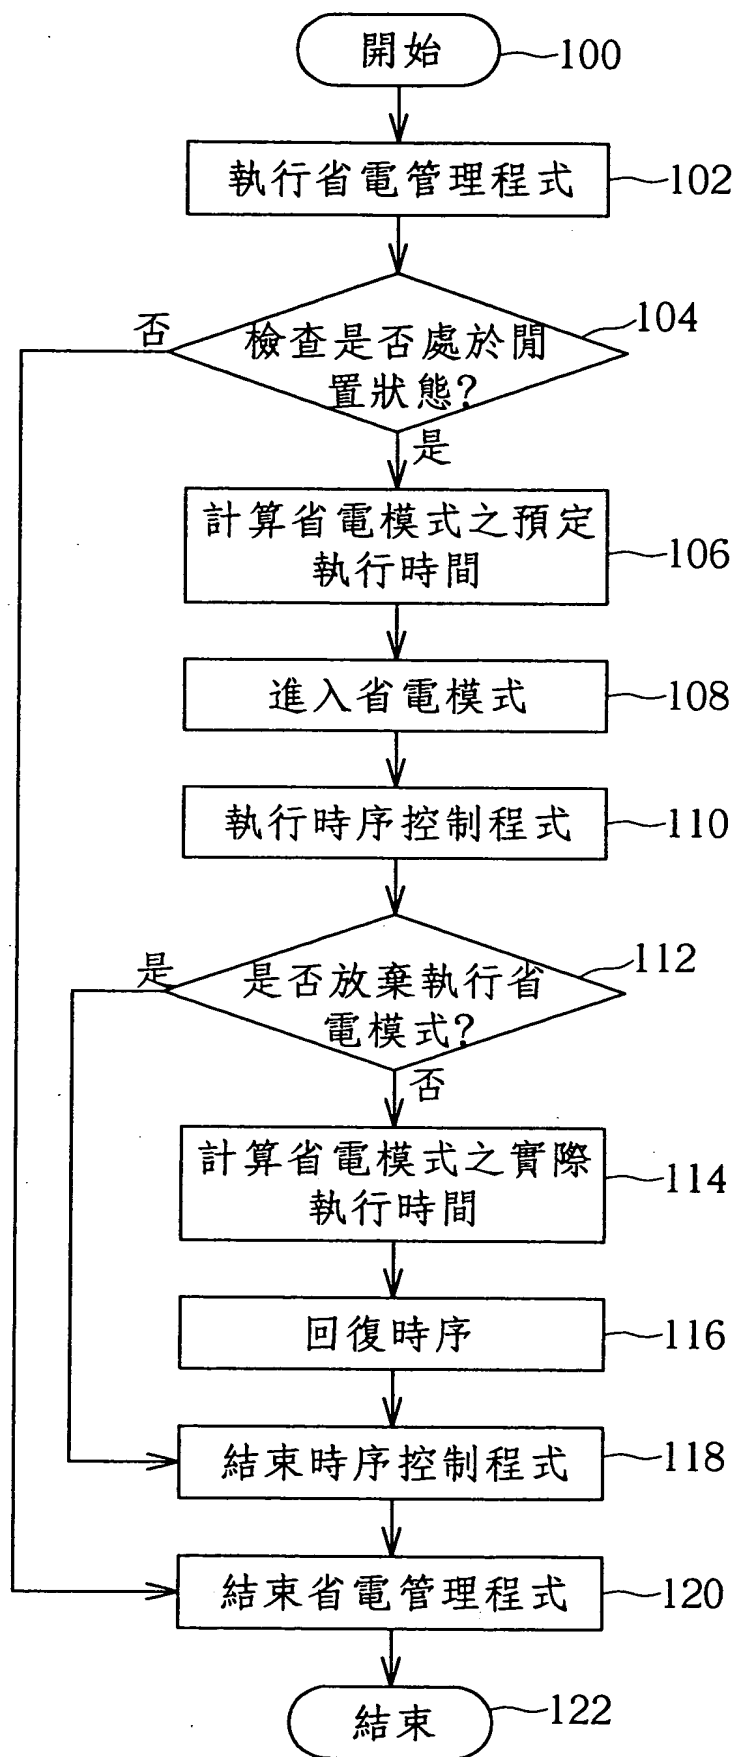 開始
100
執行省電管理程式
102
104
否
檢查是否處於閒
置狀態?
是
計算省電模式之預定
執行時間
106
進入省電模式
108
執行時序控制程式
110
112
是
是否放棄執行省
電模式?
否
計算省電模式之實際
執行時間
114
回復時序
116
結束時序控制程式
118
結束省電管理程式
120
結束
122